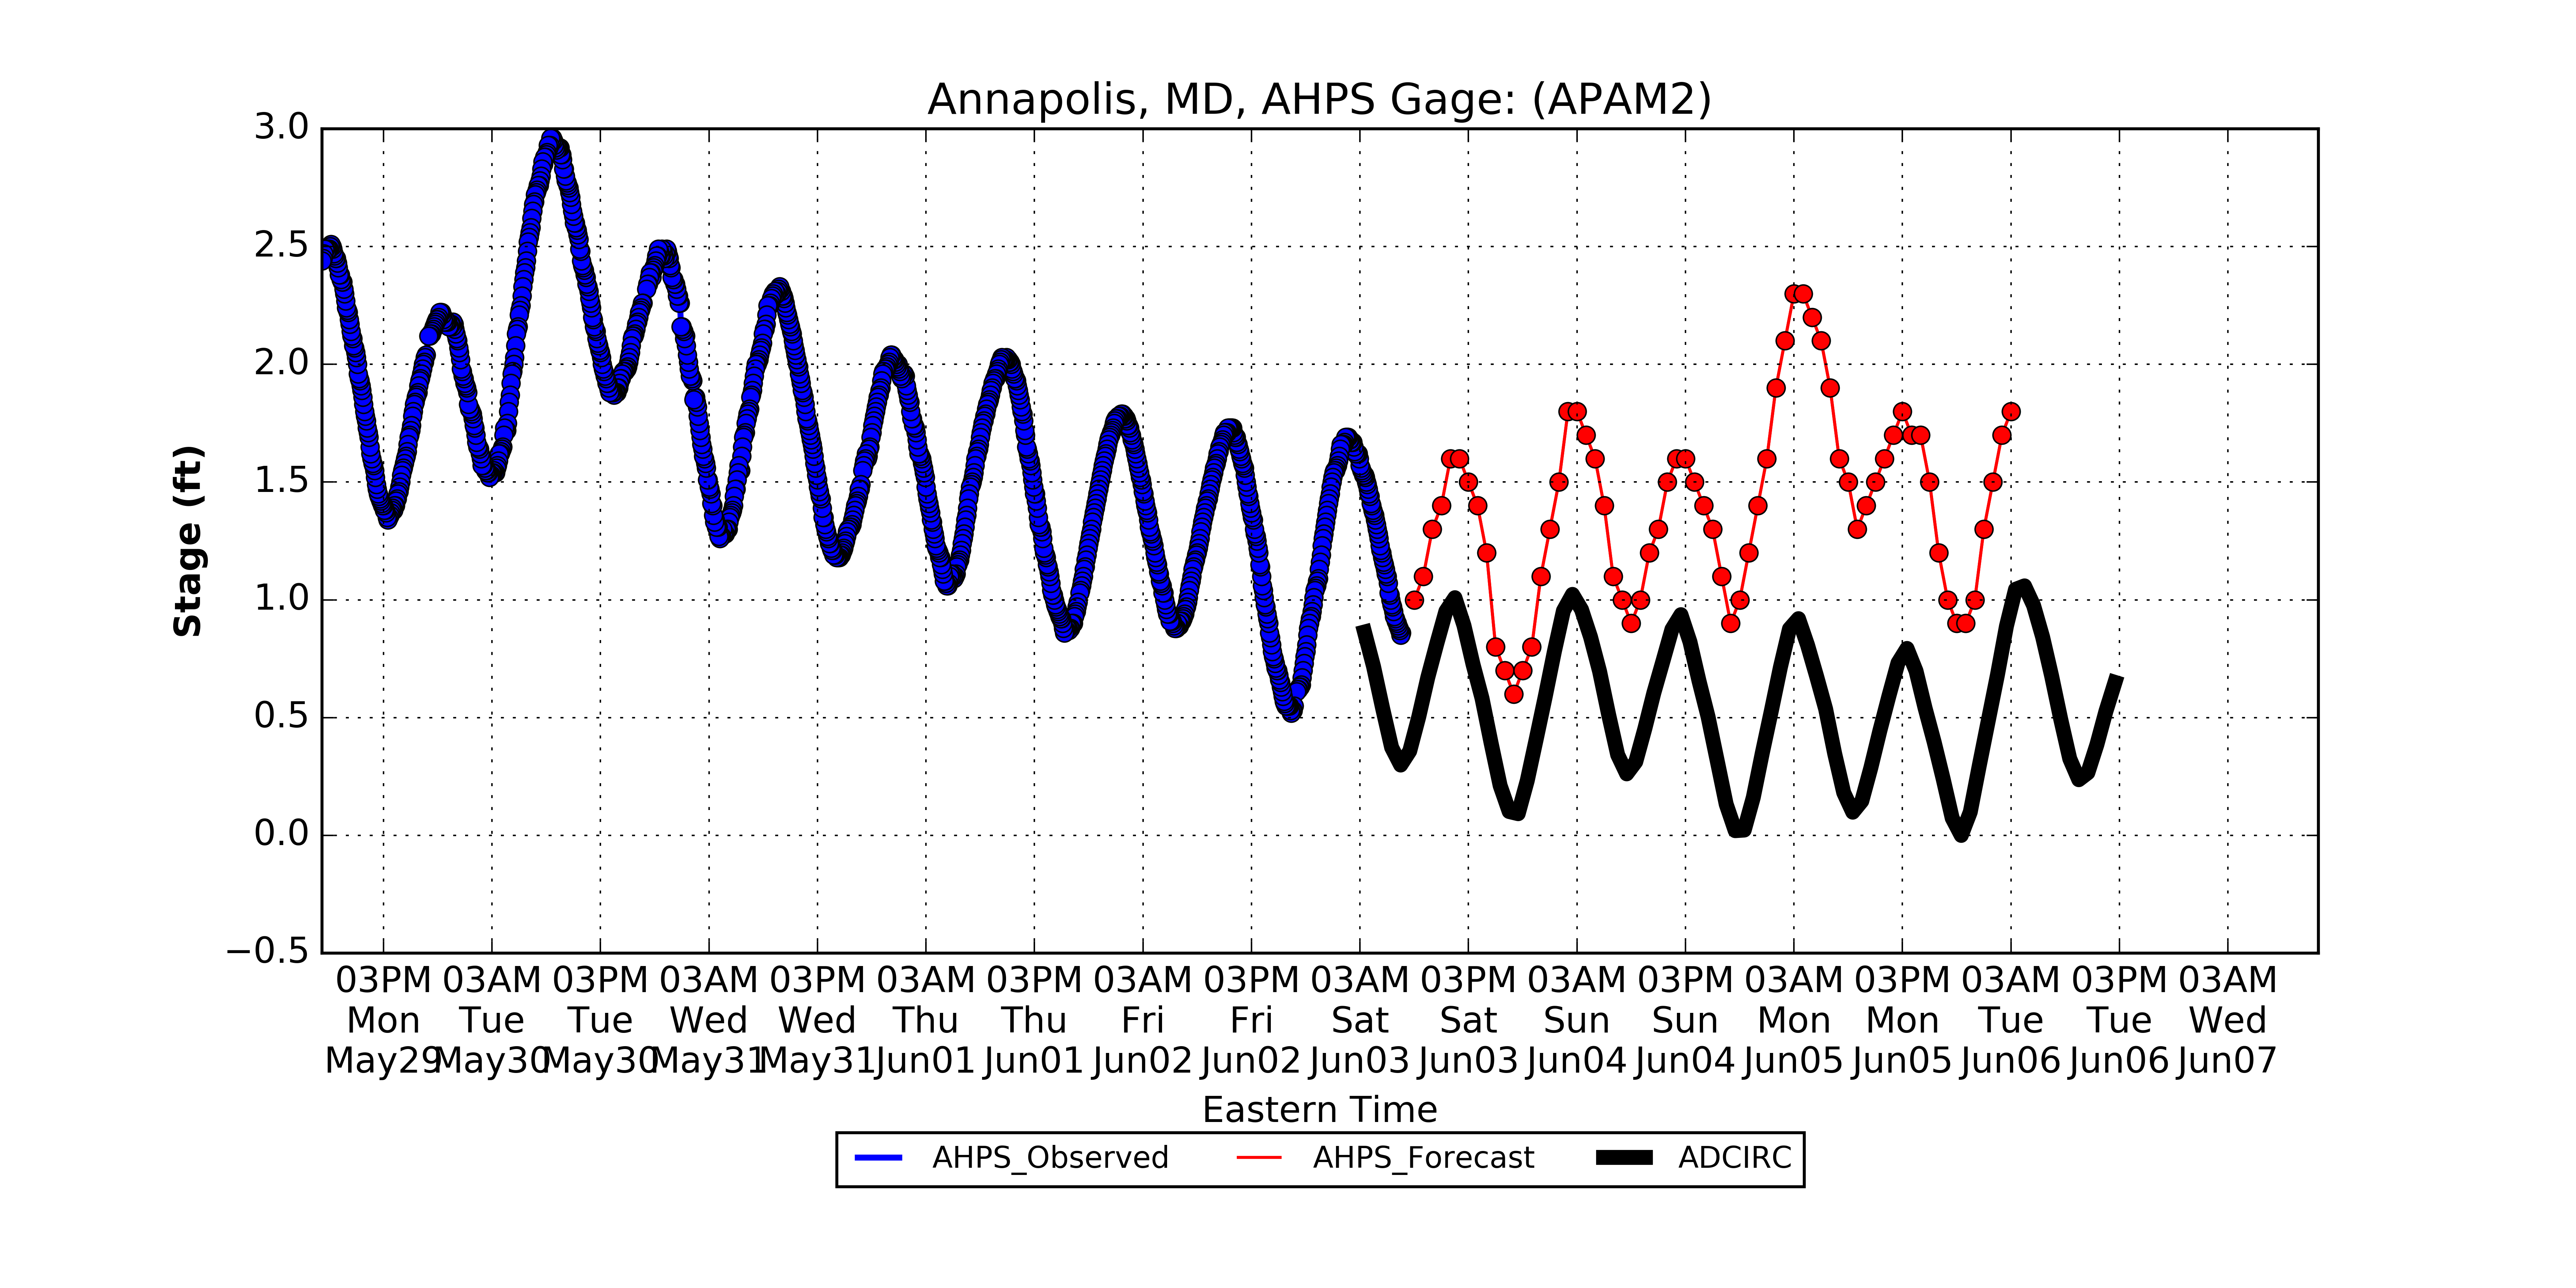 Annapolis, MD, AHPS Gage: (APAM2)
Stage (ft)
3.0
2.5
2.0
1.5
1.0
0.5
0.0
−0.5
03PM 03AM 03PM 03AM 03PM 03AM 03PM 03AM 03PM 03AM 03PM 03AM 03PM 03AM 03PM 03AM 03PM 03AM
Mon Tue Tue Wed Wed Thu Thu Fri Fri Sat Sat Sun Sun Mon Mon Tue Tue Wed
May29 May30 May30 May31 May31 Jun01 Jun01 Jun02 Jun02 Jun03 Jun03 Jun04 Jun04 Jun05 Jun05 Jun06 Jun06 Jun07
Eastern Time
AHPS_Observed AHPS_Forecast ADCIRC